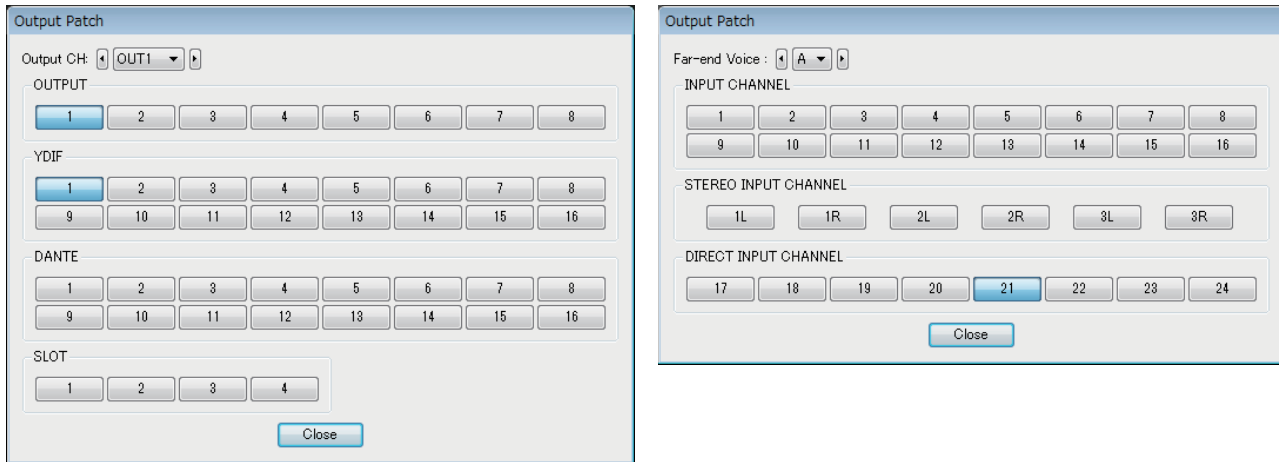 Output Patch
Output CH: OUT1
OUTPUT
1 2 3 4 5 6 7 8
YDIF
1 2 3 4 5 6 7 8
9 10 11 12 13 14 15 16
DANTE
1 2 3 4 5 6 7 8
9 10 11 12 13 14 15 16
SLOT
1 2 3 4
Close
Output Patch
Far-end Voice : A
INPUT CHANNEL
1 2 3 4 5 6 7 8
9 10 11 12 13 14 15 16
STEREO INPUT CHANNEL
1L 1R 2L 2R 3L 3R
DIRECT INPUT CHANNEL
17 18 19 20 21 22 23 24
Close